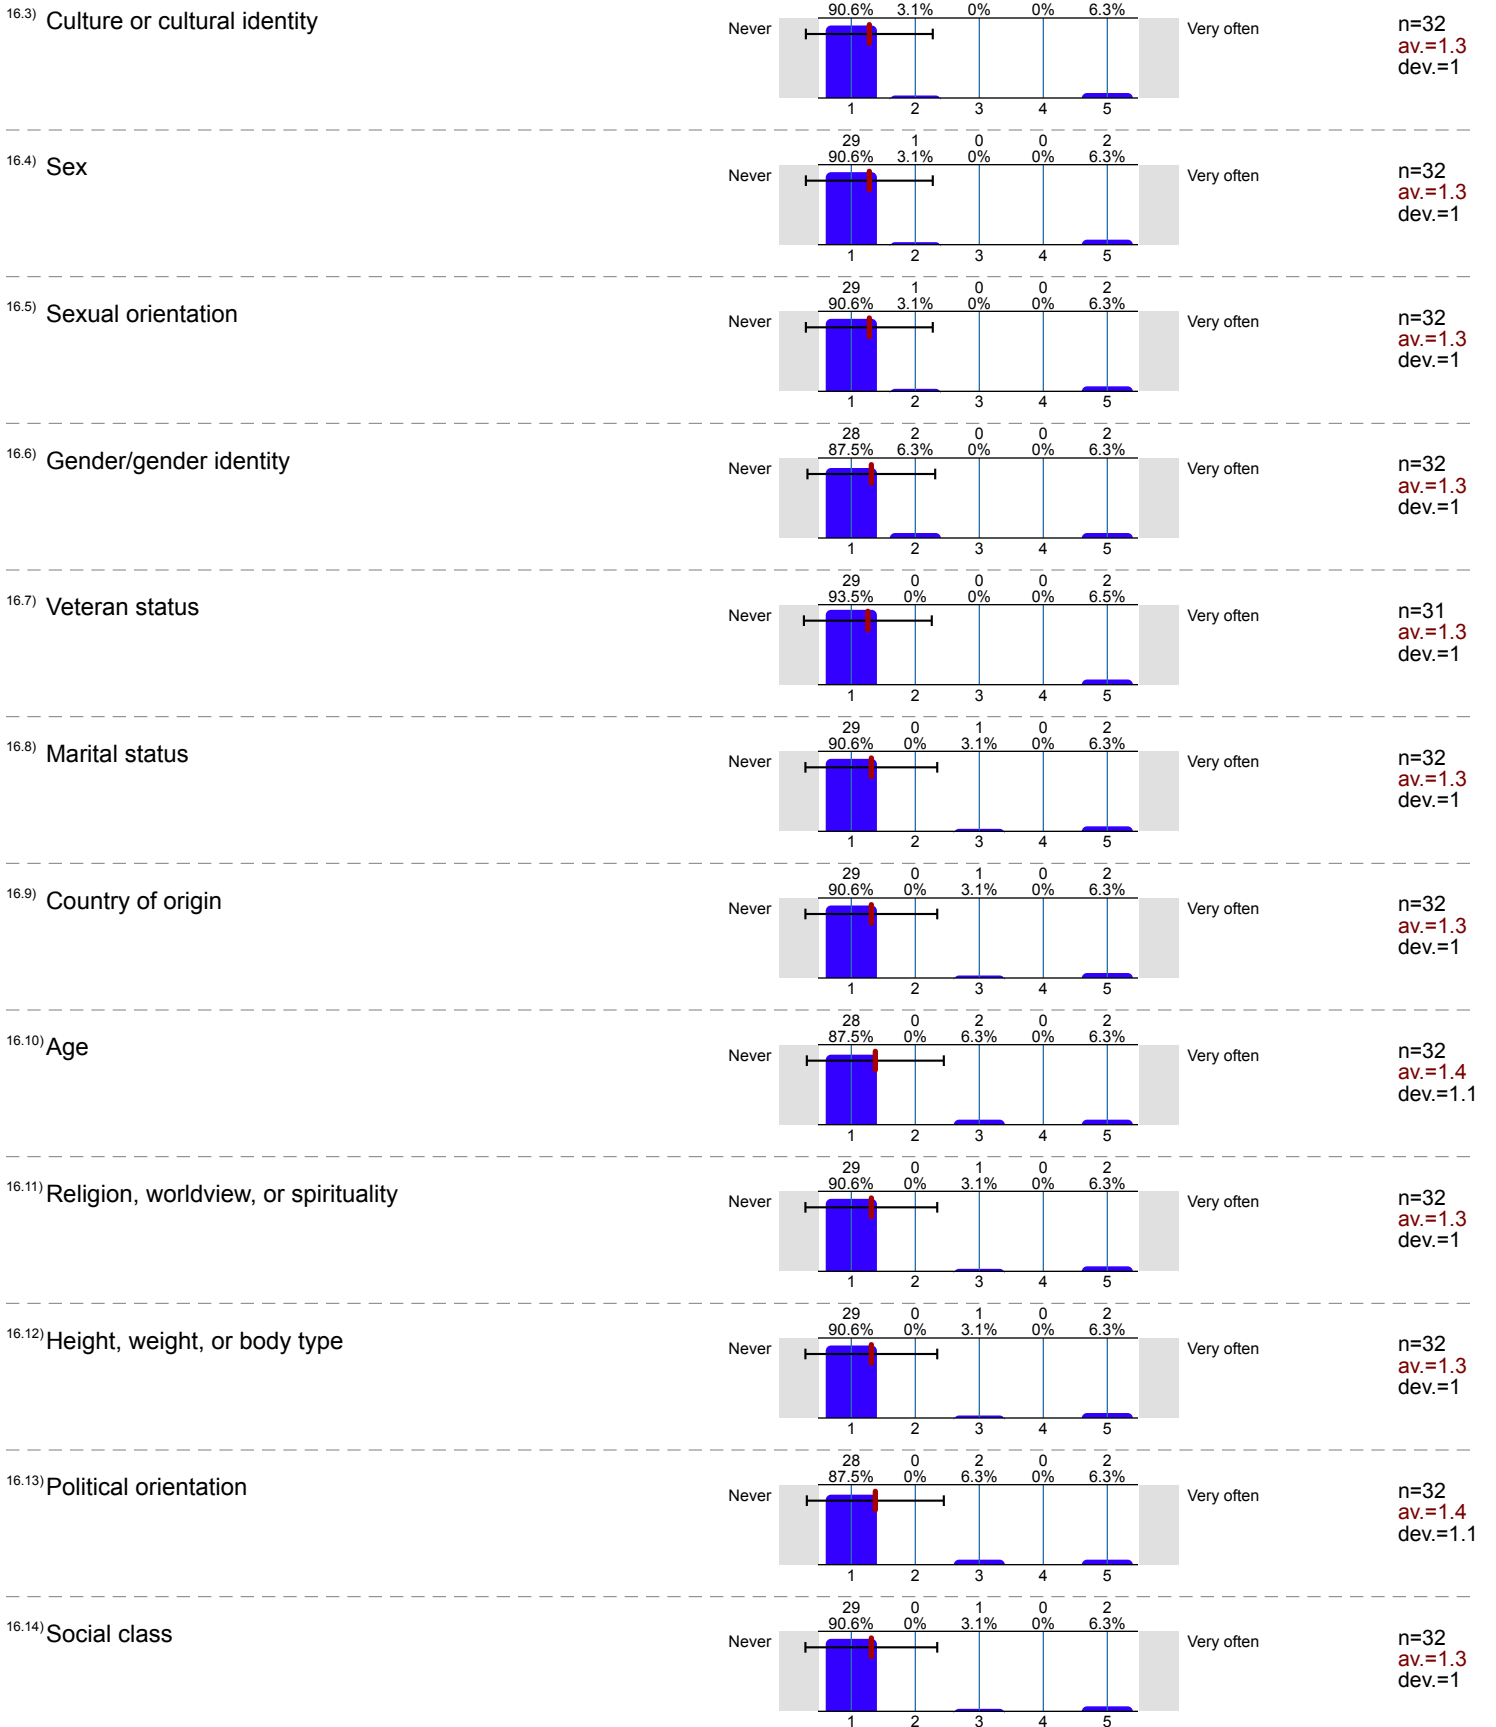 16.3) Culture or cultural identity
90.6% 3.1% 0% 0% 6.3%
Never Very often
n=32
av.=1.3
dev.=1
1 2 3 4 5
16.4) Sex
29 1 0 0 2
90.6% 3.1% 0% 0% 6.3%
Never Very often
n=32
av.=1.3
dev.=1
1 2 3 4 5
16.5) Sexual orientation
29 1 0 0 2
90.6% 3.1% 0% 0% 6.3%
Never Very often
n=32
av.=1.3
dev.=1
1 2 3 4 5
16.6) Gender/gender identity
28 2 0 0 2
87.5% 6.3% 0% 0% 6.3%
Never Very often
n=32
av.=1.3
dev.=1
1 2 3 4 5
16.7) Veteran status
29 0 0 0 2
93.5% 0% 0% 0% 6.5%
Never Very often
n=31
av.=1.3
dev.=1
1 2 3 4 5
16.8) Marital status
29 0 1 0 2
90.6% 0% 3.1% 0% 6.3%
Never Very often
n=32
av.=1.3
dev.=1
1 2 3 4 5
16.9) Country of origin
29 0 1 0 2
90.6% 0% 3.1% 0% 6.3%
Never Very often
n=32
av.=1.3
dev.=1
1 2 3 4 5
16.10) Age
28 0 2 0 2
87.5% 0% 6.3% 0% 6.3%
Never Very often
n=32
av.=1.4
dev.=1.1
1 2 3 4 5
16.11) Religion, worldview, or spirituality
29 0 1 0 2
90.6% 0% 3.1% 0% 6.3%
Never Very often
n=32
av.=1.3
dev.=1
1 2 3 4 5
16.12) Height, weight, or body type
29 0 1 0 2
90.6% 0% 3.1% 0% 6.3%
Never Very often
n=32
av.=1.3
dev.=1
1 2 3 4 5
16.13) Political orientation
28 0 2 0 2
87.5% 0% 6.3% 0% 6.3%
Never Very often
n=32
av.=1.4
dev.=1.1
1 2 3 4 5
16.14) Social class
29 0 1 0 2
90.6% 0% 3.1% 0% 6.3%
Never Very often
n=32
av.=1.3
dev.=1
1 2 3 4 5